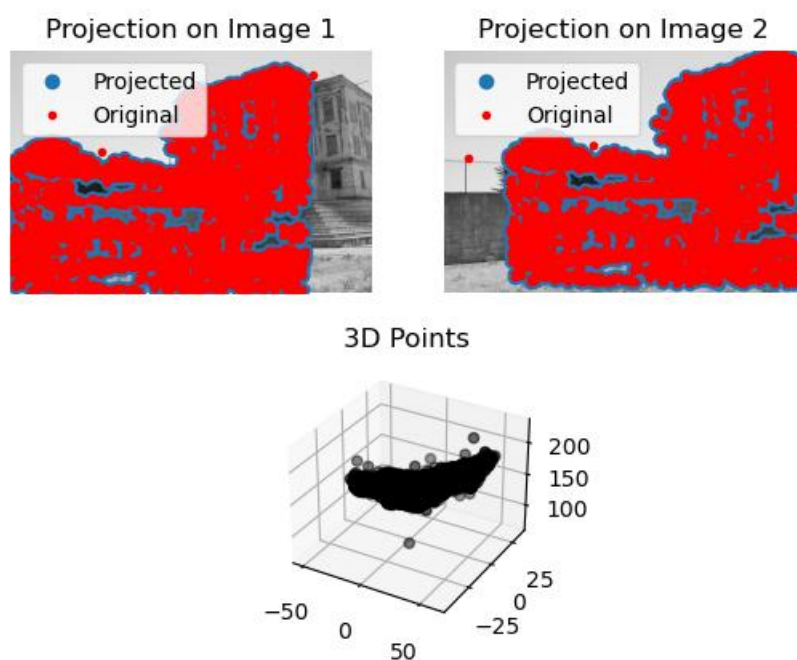 Projection on Image 1
Projected
Original
Projection on Image 2
Projected
Original
3D Points
200
150
100
−50
0
50
25
0
−25